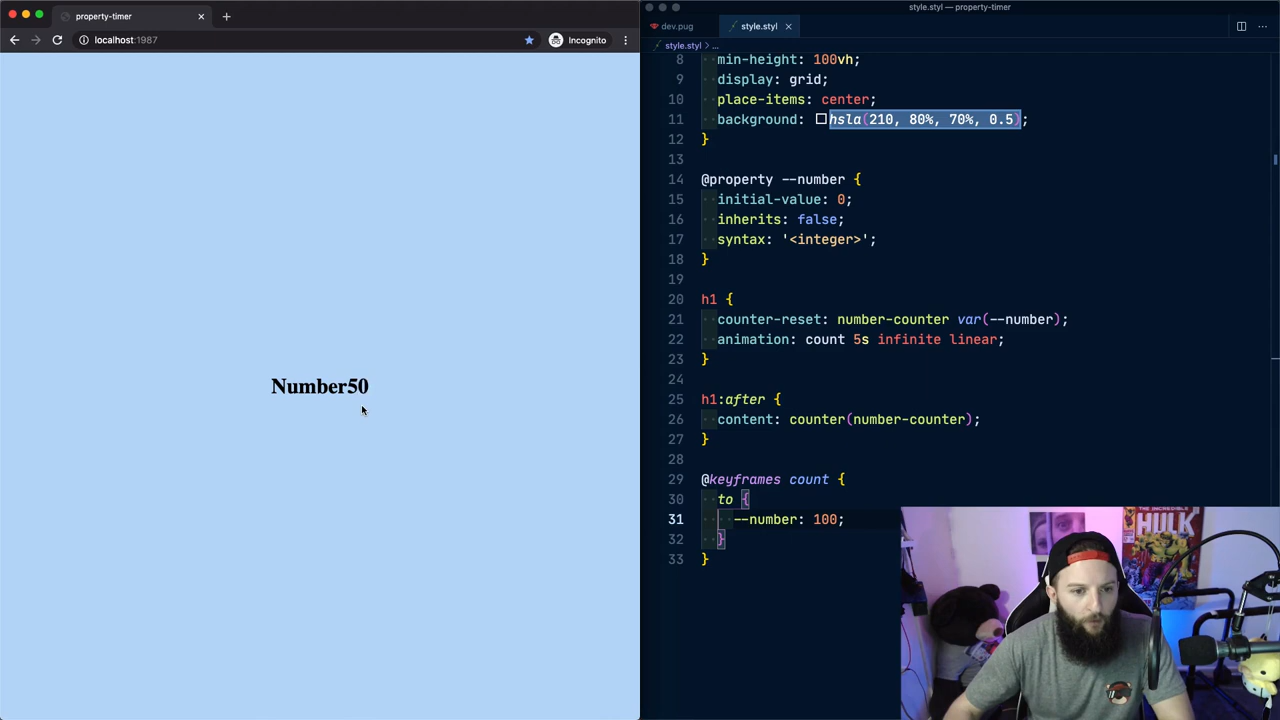 property-timer
localhost:1987
Incognito
Number50
style.styl — property-timer
dev.pug
style.styl
style.styl > ...
8 min-height: 100vh;
9 display: grid;
10 place-items: center;
11 background: hsla(210, 80%, 70%, 0.5);
12 }
13
14 @property --number {
15 initial-value: 0;
16 inherits: false;
17 syntax: '<integer>';
18 }
19
20 h1 {
21 counter-reset: number-counter var(--number);
22 animation: count 5s infinite linear;
23 }
24
25 h1:after {
26 content: counter(number-counter);
27 }
28
29 @keyframes count {
30 to {
31 --number: 100;
32 }
33 }
THE INCREDIBLE
HULK